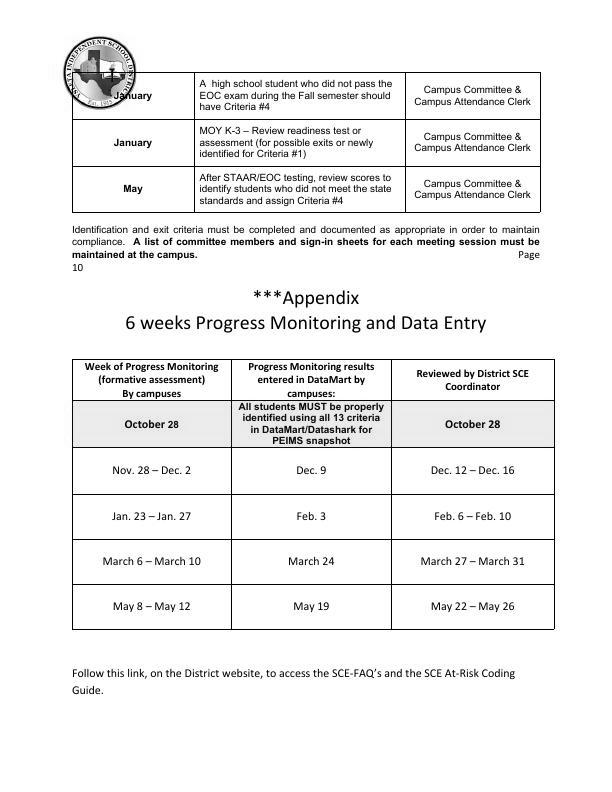 YSLETA INDEPENDENT SCHOOL DISTRICT
Est. 1915
January
A high school student who did not pass the
EOC exam during the Fall semester should
have Criteria #4
Campus Committee &
Campus Attendance Clerk
January
MOY K-3 – Review readiness test or
assessment (for possible exits or newly
identified for Criteria #1)
Campus Committee &
Campus Attendance Clerk
May
After STAAR/EOC testing, review scores to
identify students who did not meet the state
standards and assign Criteria #4
Campus Committee &
Campus Attendance Clerk
Identification and exit criteria must be completed and documented as appropriate in order to maintain
compliance. A list of committee members and sign-in sheets for each meeting session must be
maintained at the campus. Page
10
***Appendix
6 weeks Progress Monitoring and Data Entry
Week of Progress Monitoring
(formative assessment)
By campuses
Progress Monitoring results
entered in DataMart by
campuses:
Reviewed by District SCE
Coordinator
October 28
All students MUST be properly
identified using all 13 criteria
in DataMart/Datashark for
PEIMS snapshot
October 28
Nov. 28 – Dec. 2
Dec. 9
Dec. 12 – Dec. 16
Jan. 23 – Jan. 27
Feb. 3
Feb. 6 – Feb. 10
March 6 – March 10
March 24
March 27 – March 31
May 8 – May 12
May 19
May 22 – May 26
Follow this link, on the District website, to access the SCE-FAQ’s and the SCE At-Risk Coding
Guide.